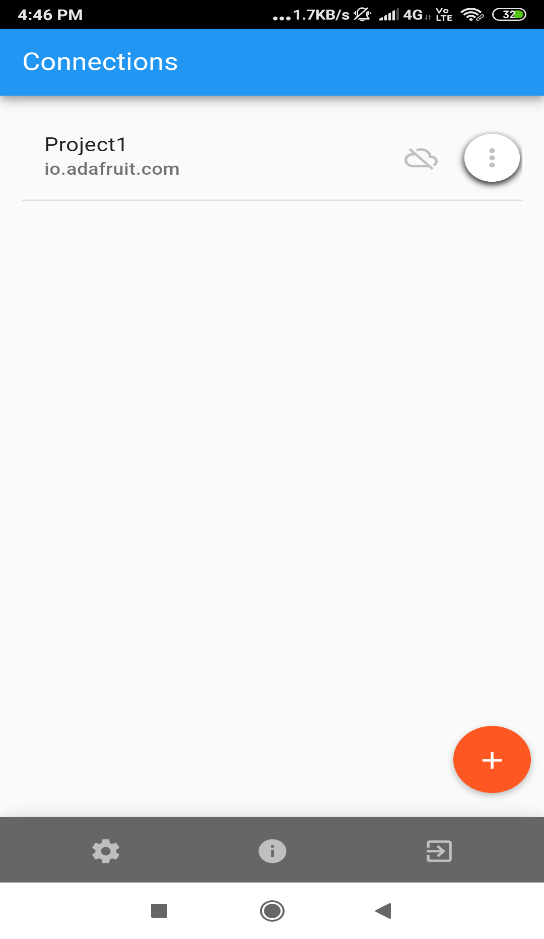 4:46 PM
...1.7KB/s 4G Vo LTE 32
Connections
Project1
io.adafruit.com